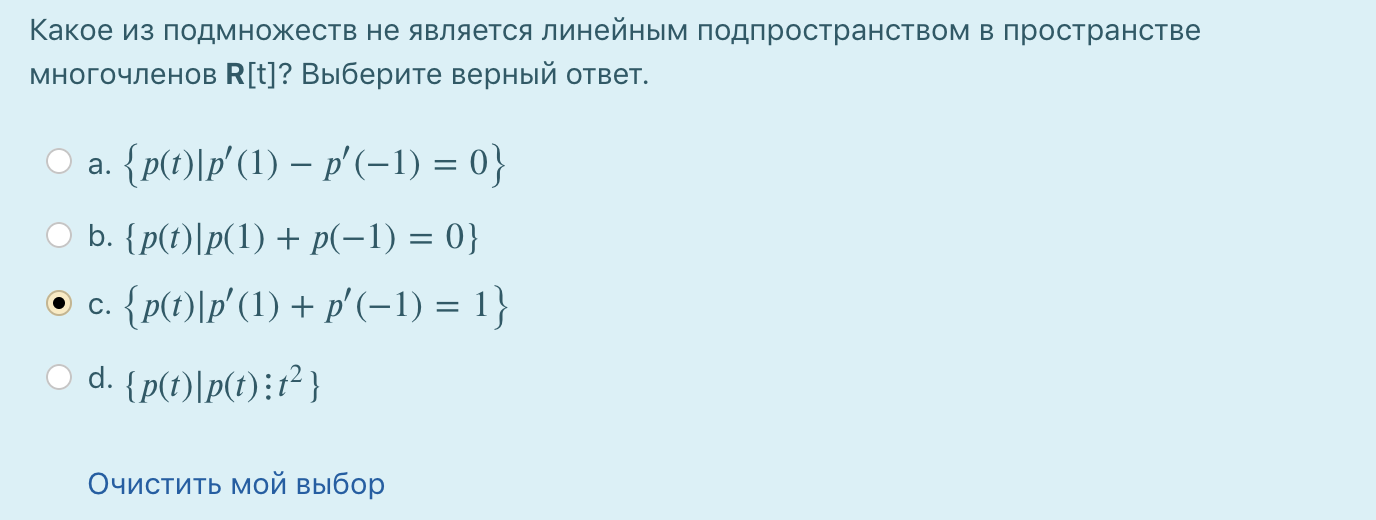 Какое из подмножеств не является линейным подпространством в пространстве
многочленов R[t]? Выберите верный ответ.
a. {p(t)|p′(1) − p′(−1) = 0}
b. {p(t)|p(1) + p(−1) = 0}
c. {p(t)|p′(1) + p′(−1) = 1}
d. {p(t)|p(t)⋮t²}
Очистить мой выбор